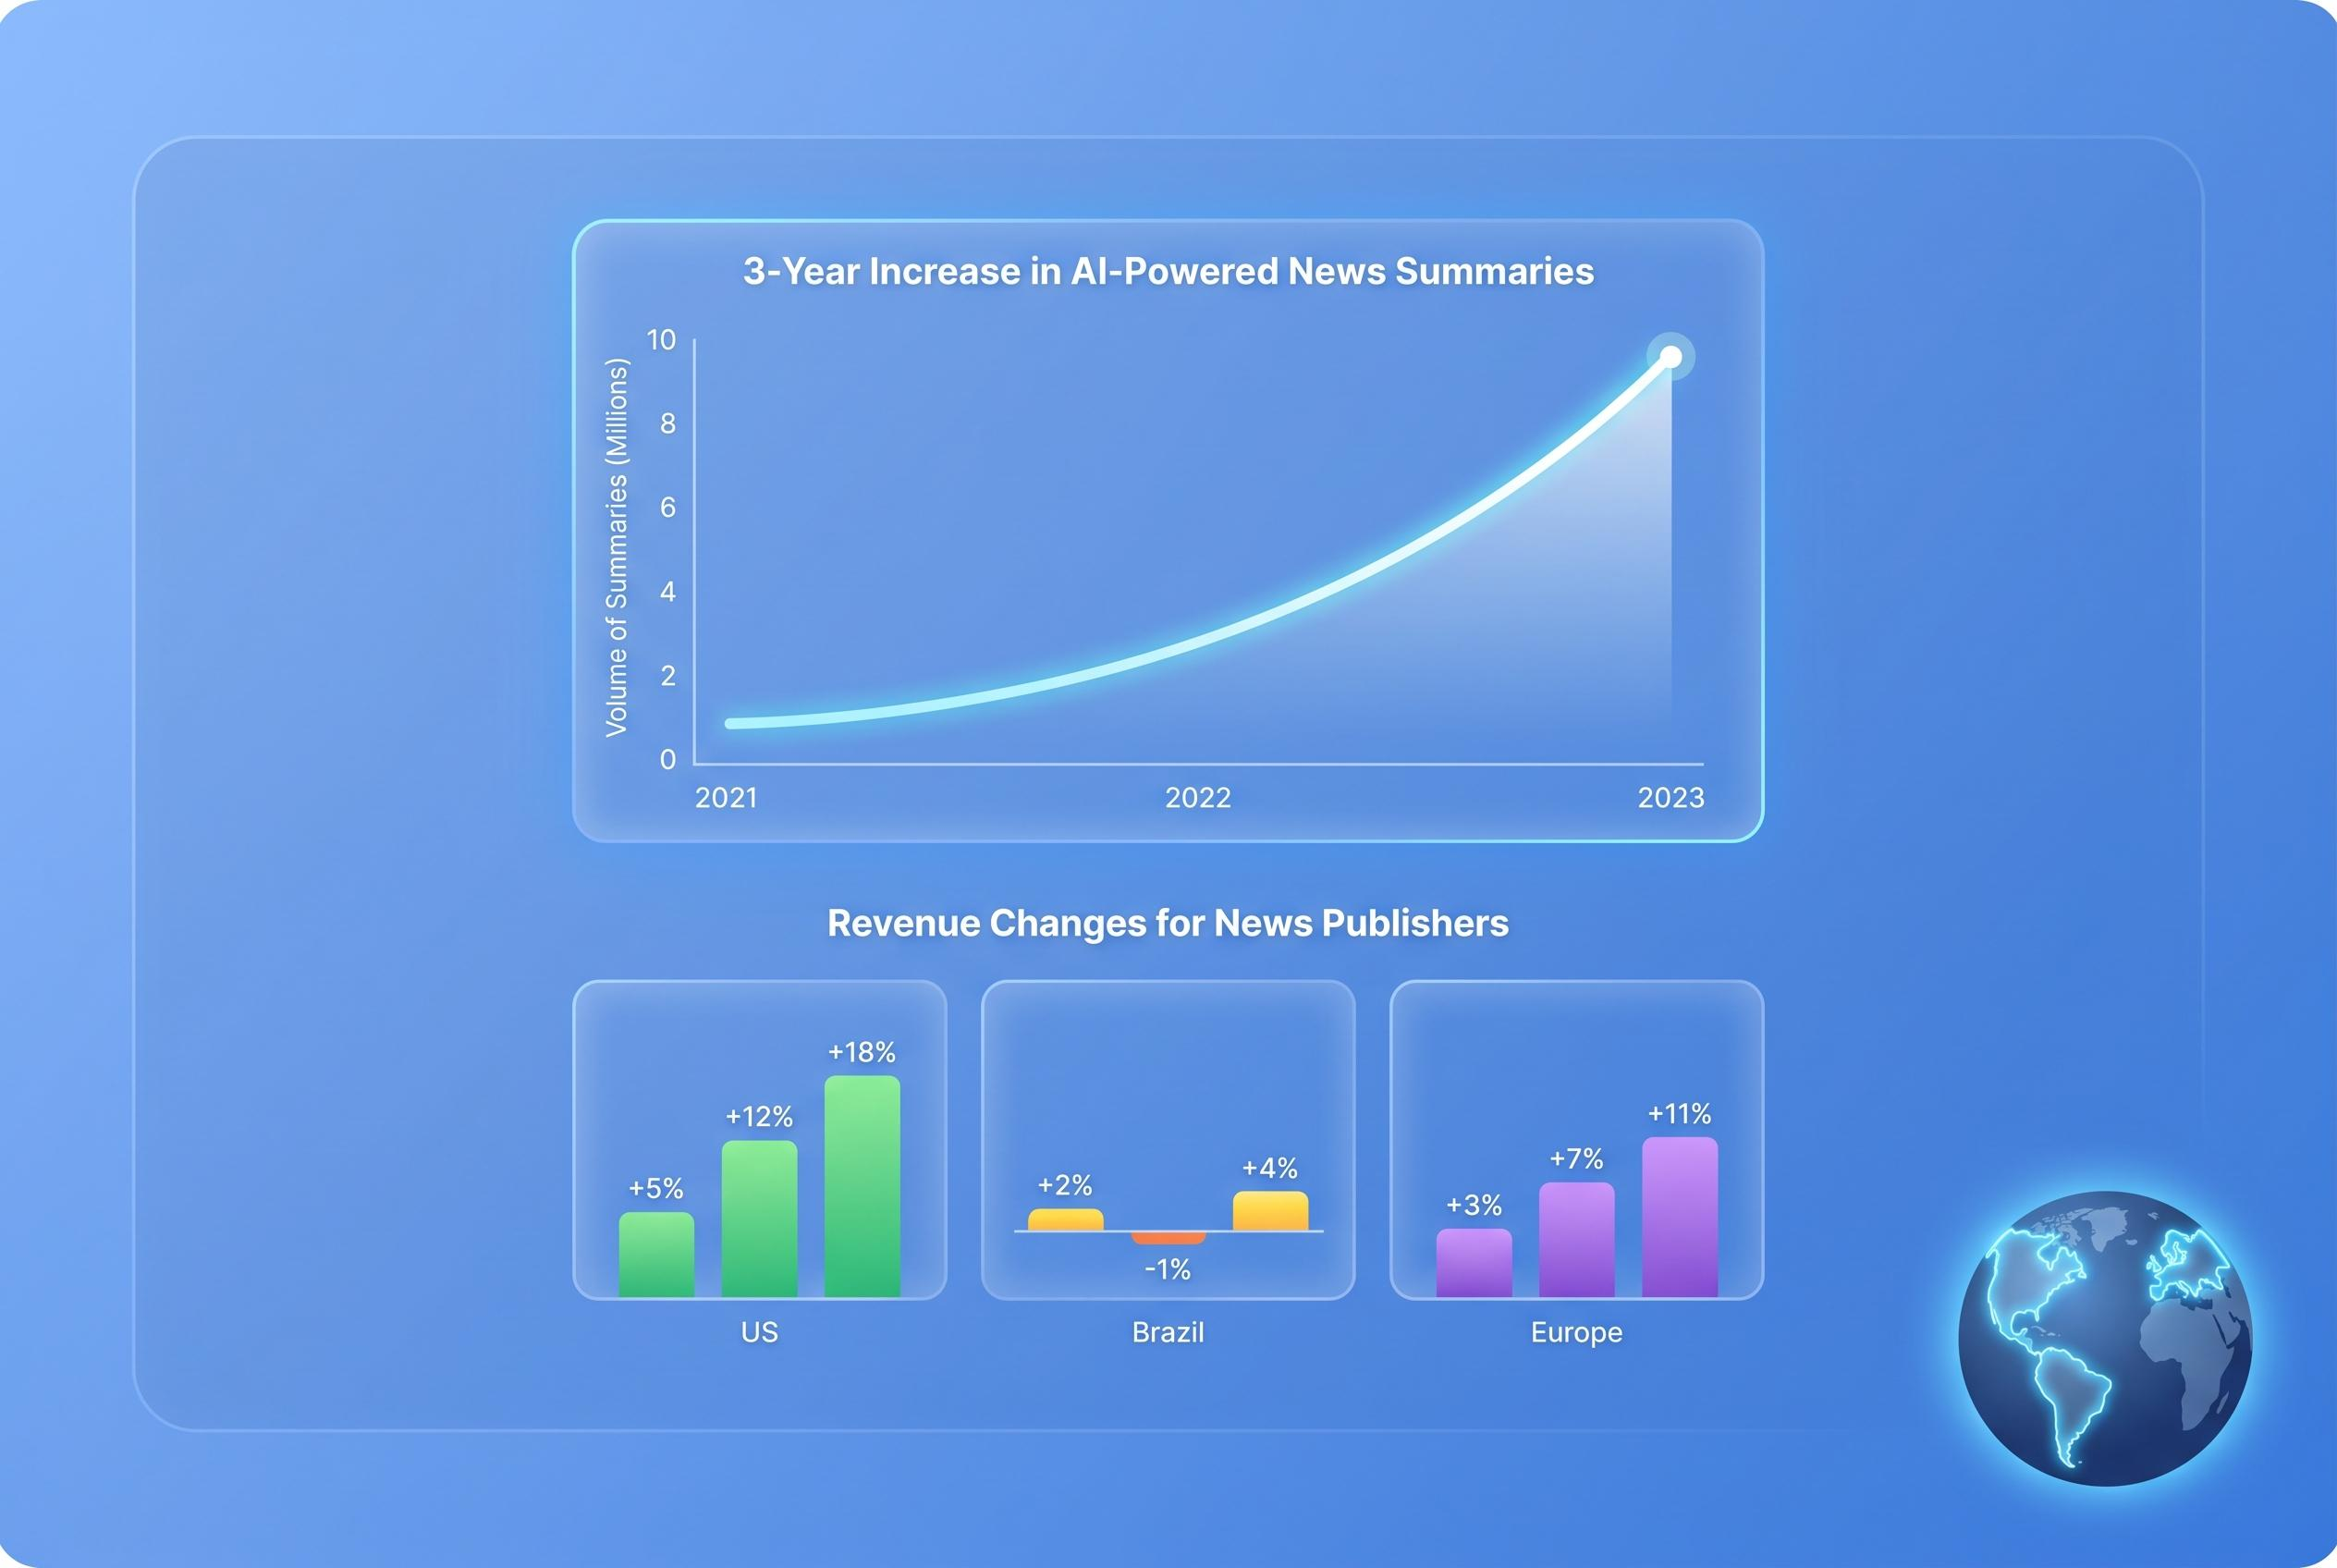 3-Year Increase in AI-Powered News Summaries
Volume of Summaries (Millions)
10
8
6
4
2
0
2021 2022 2023
Revenue Changes for News Publishers
+5% +12% +18%
US
+2% -1% +4%
Brazil
+3% +7% +11%
Europe